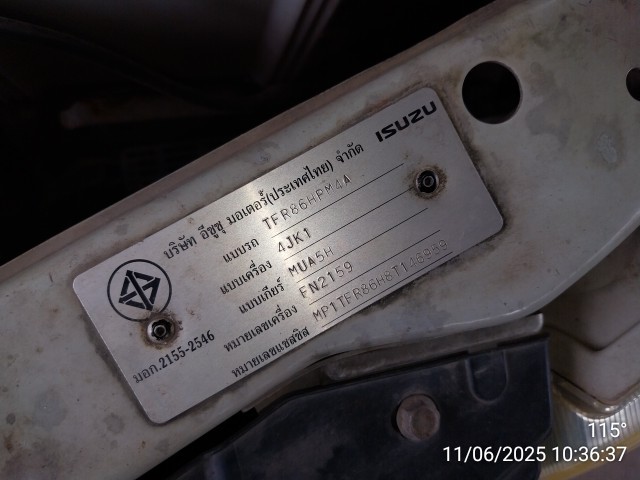 ISUZU
บริษัท อีซูซุ มอเตอร์(ประเทศไทย) จำกัด
แบบรถ TFR86HPM4A
แบบเครื่อง 4JK1
แบบเกียร์ MUA5H
หมายเลขเครื่อง FN2159
หมายเลขแชสซีส์
มอก.2155-2546
115°
11/06/2025 10:36:37